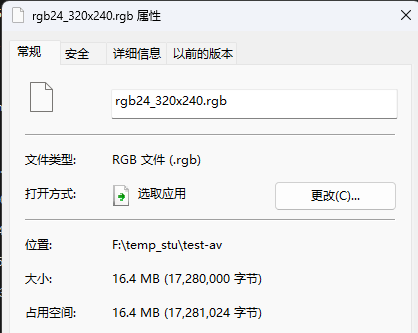 rgb24_320x240.rgb 属性
常规 安全 详细信息 以前的版本
rgb24_320x240.rgb
文件类型: RGB 文件 (.rgb)
打开方式: 选取应用 更改(C)...
位置: F:\temp_stu\test-av
大小: 16.4 MB (17,280,000 字节)
占用空间: 16.4 MB (17,281,024 字节)